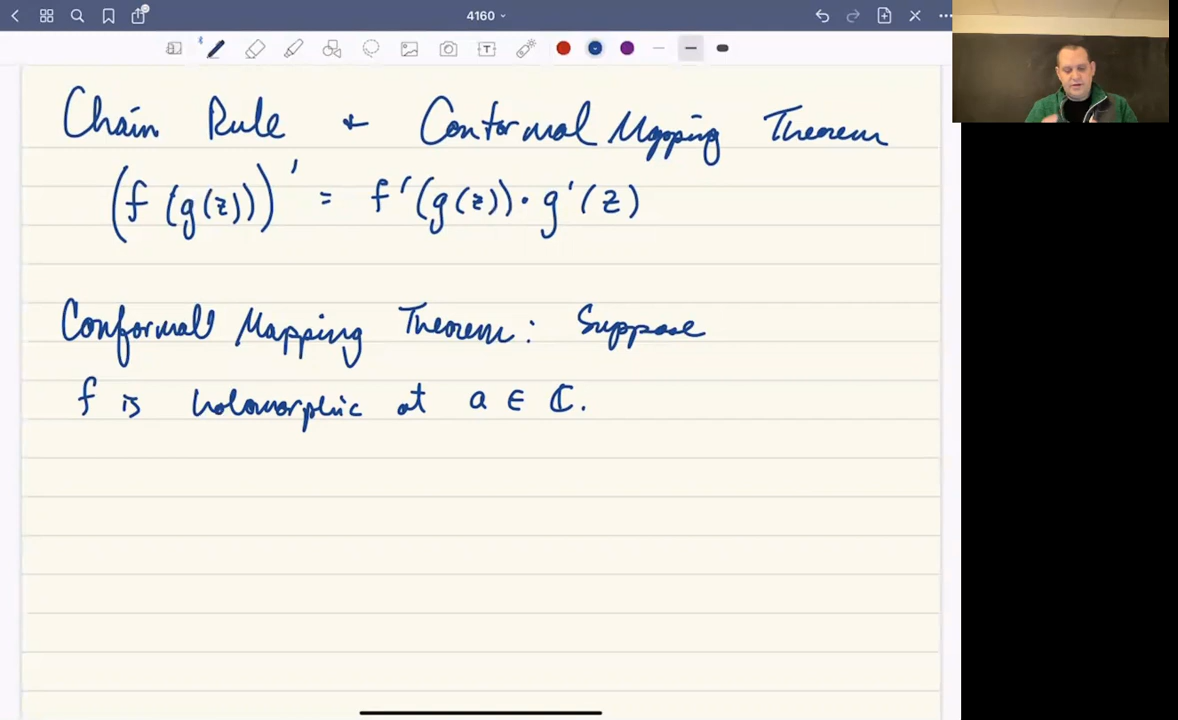 4160
Chain Rule + Conformal Mapping Theorem
(f(g(z)))' = f'(g(z)) · g'(z)
Conformal Mapping Theorem: Suppose
f is holomorphic at a ∈ ℂ.